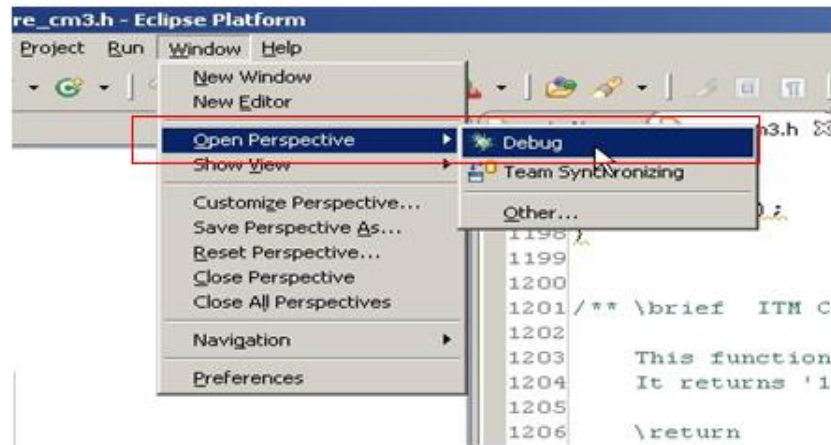 re_cm3.h - Eclipse Platform
Project Run Window Help
New Window
New Editor
Open Perspective
Show View
Customize Perspective...
Save Perspective As...
Reset Perspective...
Close Perspective
Close All Perspectives
Navigation
Preferences
Debug
Team Synchronizing
Other...
m3.h
);
1198 }
1199
1200
1201 /** \brief ITM C
1202
1203 This function
1204 It returns '1
1205
1206 \return